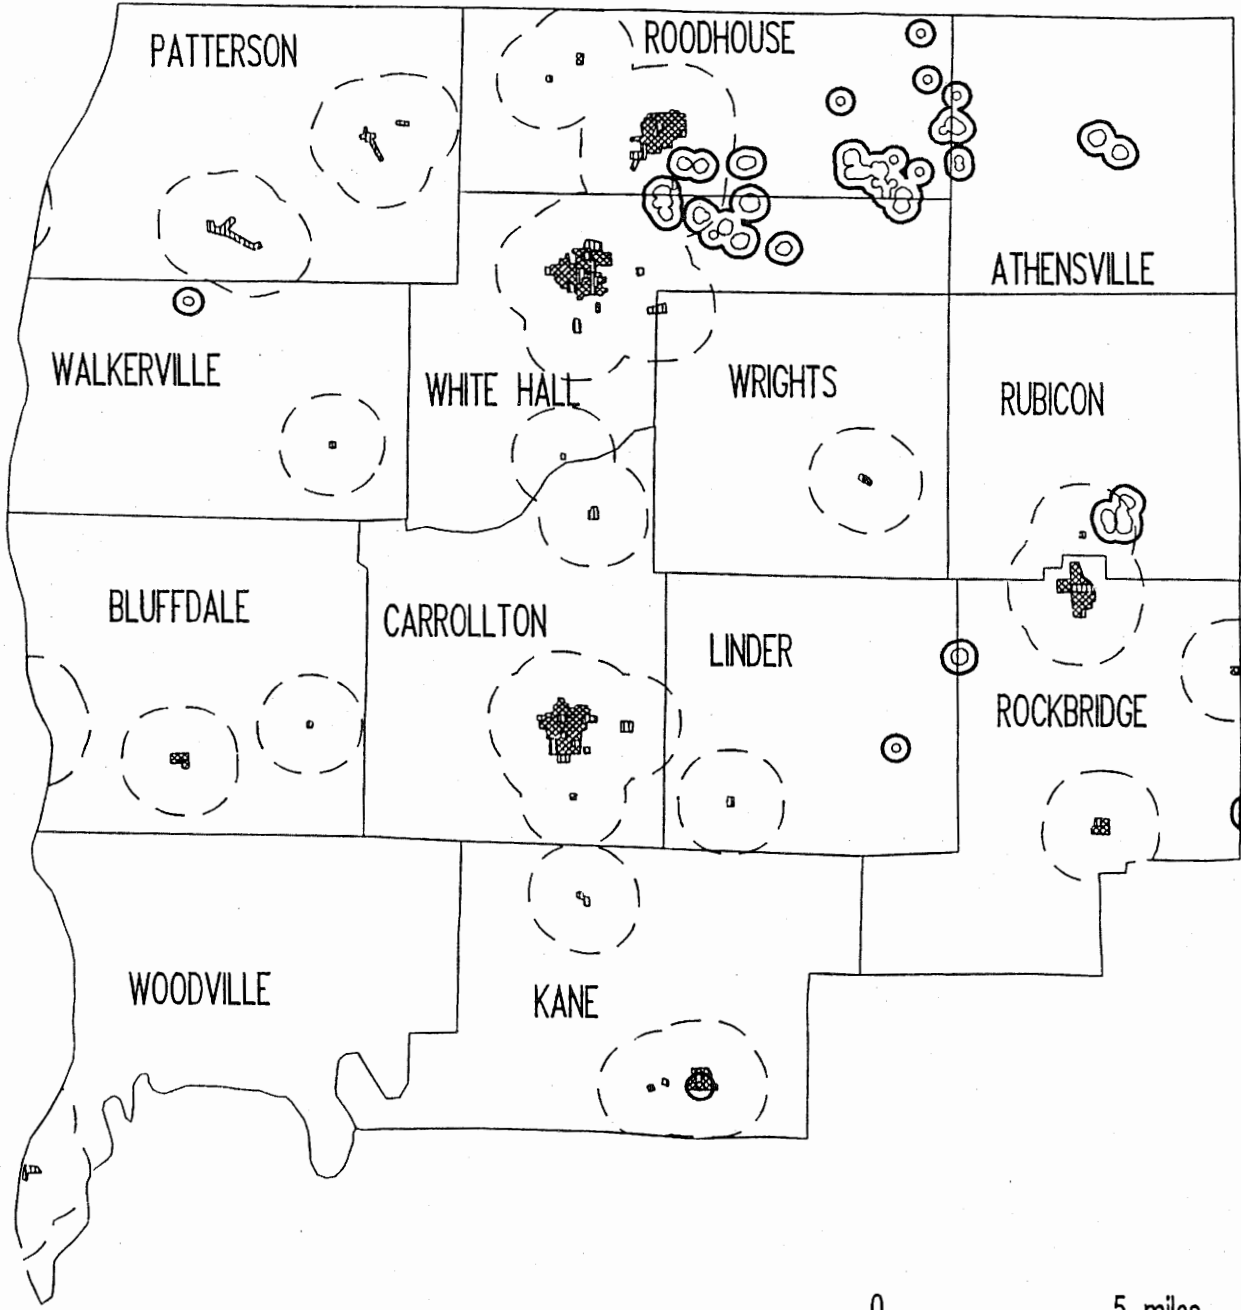 PATTERSON
ROODHOUSE
ATHENSVILLE
WALKERVILLE
WHITE HALL
WRIGHTS
RUBICON
BLUFFDALE
CARROLLTON
LINDER
ROCKBRIDGE
WOODVILLE
KANE
0 5 miles